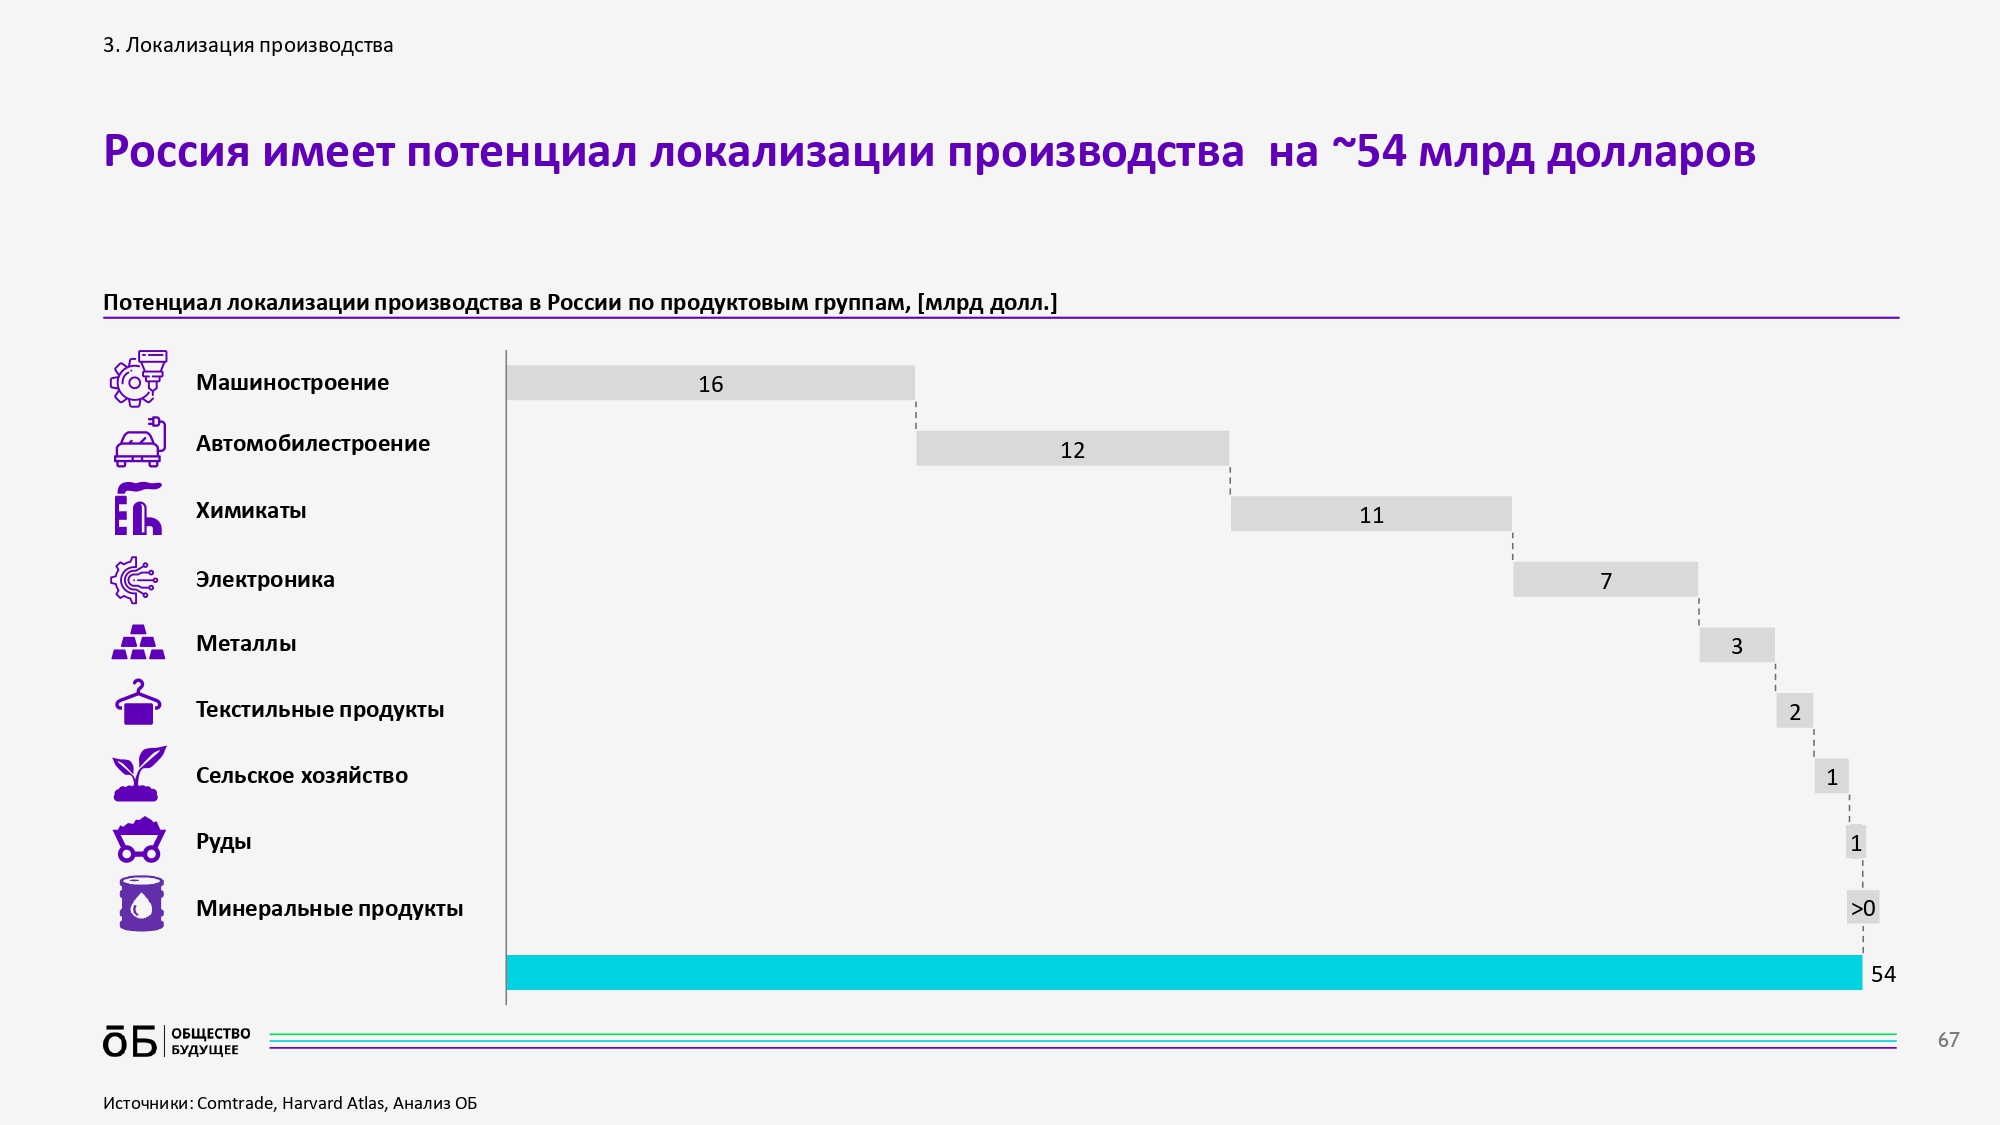 3. Локализация производства
Россия имеет потенциал локализации производства  на ~54 млрд долларов
Потенциал локализации производства в России по продуктовым группам, [млрд долл.]
Машиностроение
16
Автомобилестроение
12
Химикаты
11
Электроника
7
Металлы
3
Текстильные продукты
2
Сельское хозяйство
1
Руды
1
Минеральные продукты
>0
54
ōБ
ОБЩЕСТВО
БУДУЩЕЕ
67
Источники: Comtrade, Harvard Atlas, Анализ ОБ